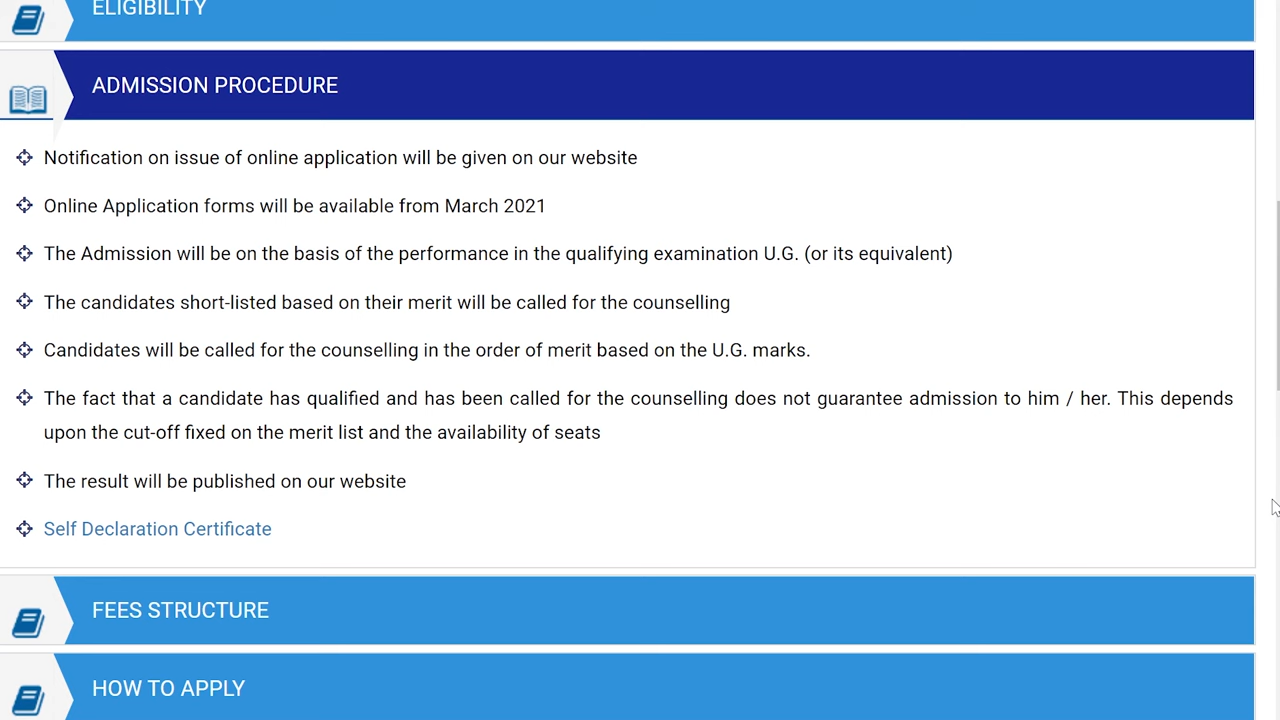 ELIGIBILITY
ADMISSION PROCEDURE
Notification on issue of online application will be given on our website
Online Application forms will be available from March 2021
The Admission will be on the basis of the performance in the qualifying examination U.G. (or its equivalent)
The candidates short-listed based on their merit will be called for the counselling
Candidates will be called for the counselling in the order of merit based on the U.G. marks.
The fact that a candidate has qualified and has been called for the counselling does not guarantee admission to him / her. This depends
upon the cut-off fixed on the merit list and the availability of seats
The result will be published on our website
Self Declaration Certificate
FEES STRUCTURE
HOW TO APPLY